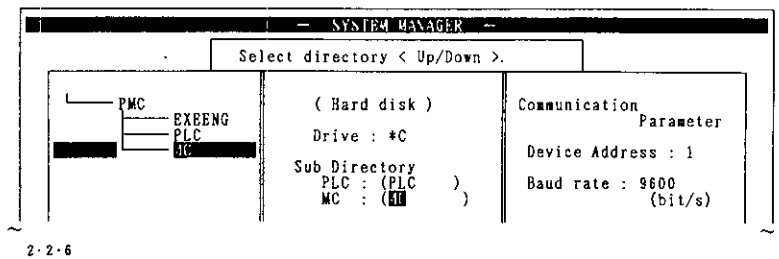 — SYSTEM MANAGER —
Select directory < Up/Down >.
PMC
EXEENG
PLC
MC
( Hard disk )
Drive : *C
Sub Directory
PLC : (PLC )
MC : (MC )
Communication
Parameter
Device Address : 1
Baud rate : 9600
(bit/s)
2·2·6